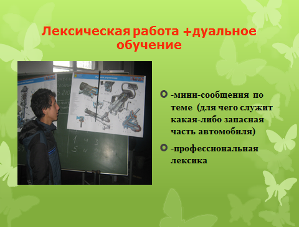 Лексическая работа +дуальное
обучение
-мини-сообщения по
теме (для чего служит
какая-либо запасная
часть автомобиля)
-профессиональная
лексика